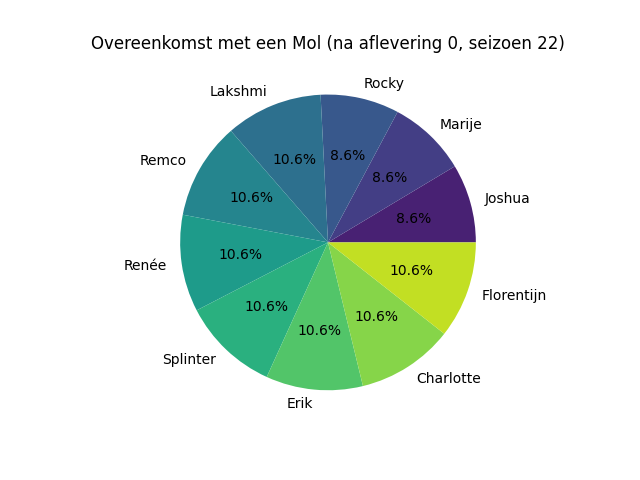 Overeenkomst met een Mol (na aflevering 0, seizoen 22)
Rocky
Lakshmi
Marije
Remco
Joshua
Renée
Florentijn
Splinter
Charlotte
Erik
8.6%
10.6%
8.6%
10.6%
8.6%
10.6%
10.6%
10.6%
10.6%
10.6%